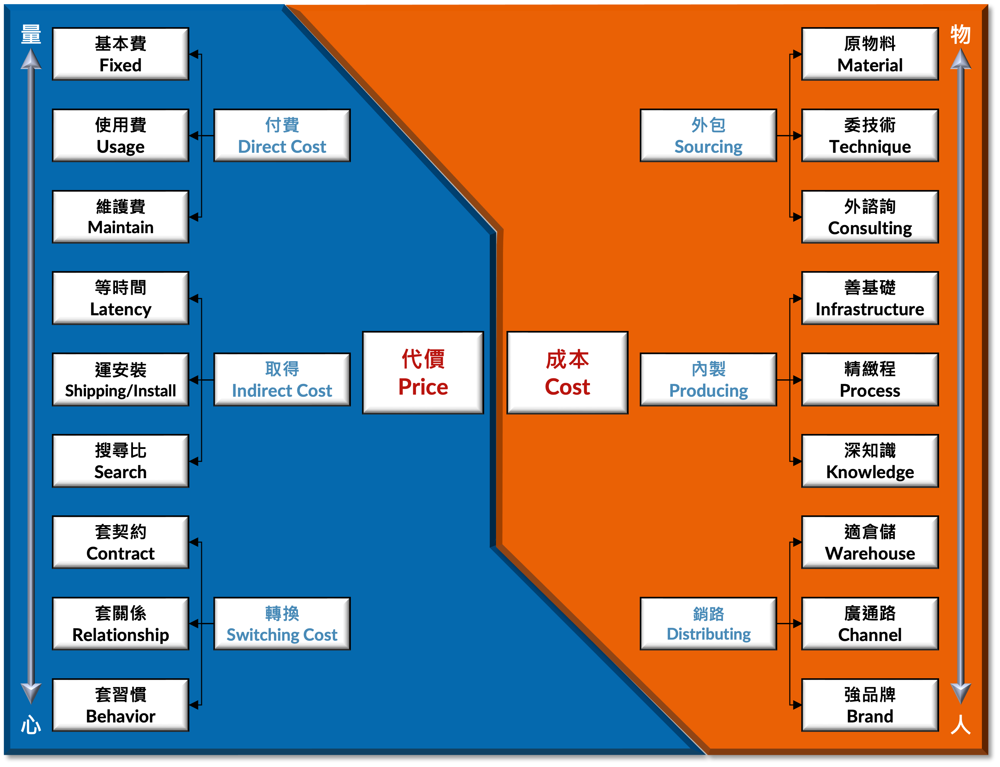 量
基本費
Fixed
使用費
Usage
維護費
Maintain
付費
Direct Cost
等時間
Latency
運安裝
Shipping/Install
搜尋比
Search
取得
Indirect Cost
套契約
Contract
套關係
Relationship
套習慣
Behavior
轉換
Switching Cost
心
代價
Price
成本
Cost
外包
Sourcing
原物料
Material
委技術
Technique
外諮詢
Consulting
內製
Producing
善基礎
Infrastructure
精緻程
Process
深知識
Knowledge
銷路
Distributing
適倉儲
Warehouse
廣通路
Channel
強品牌
Brand
物
人